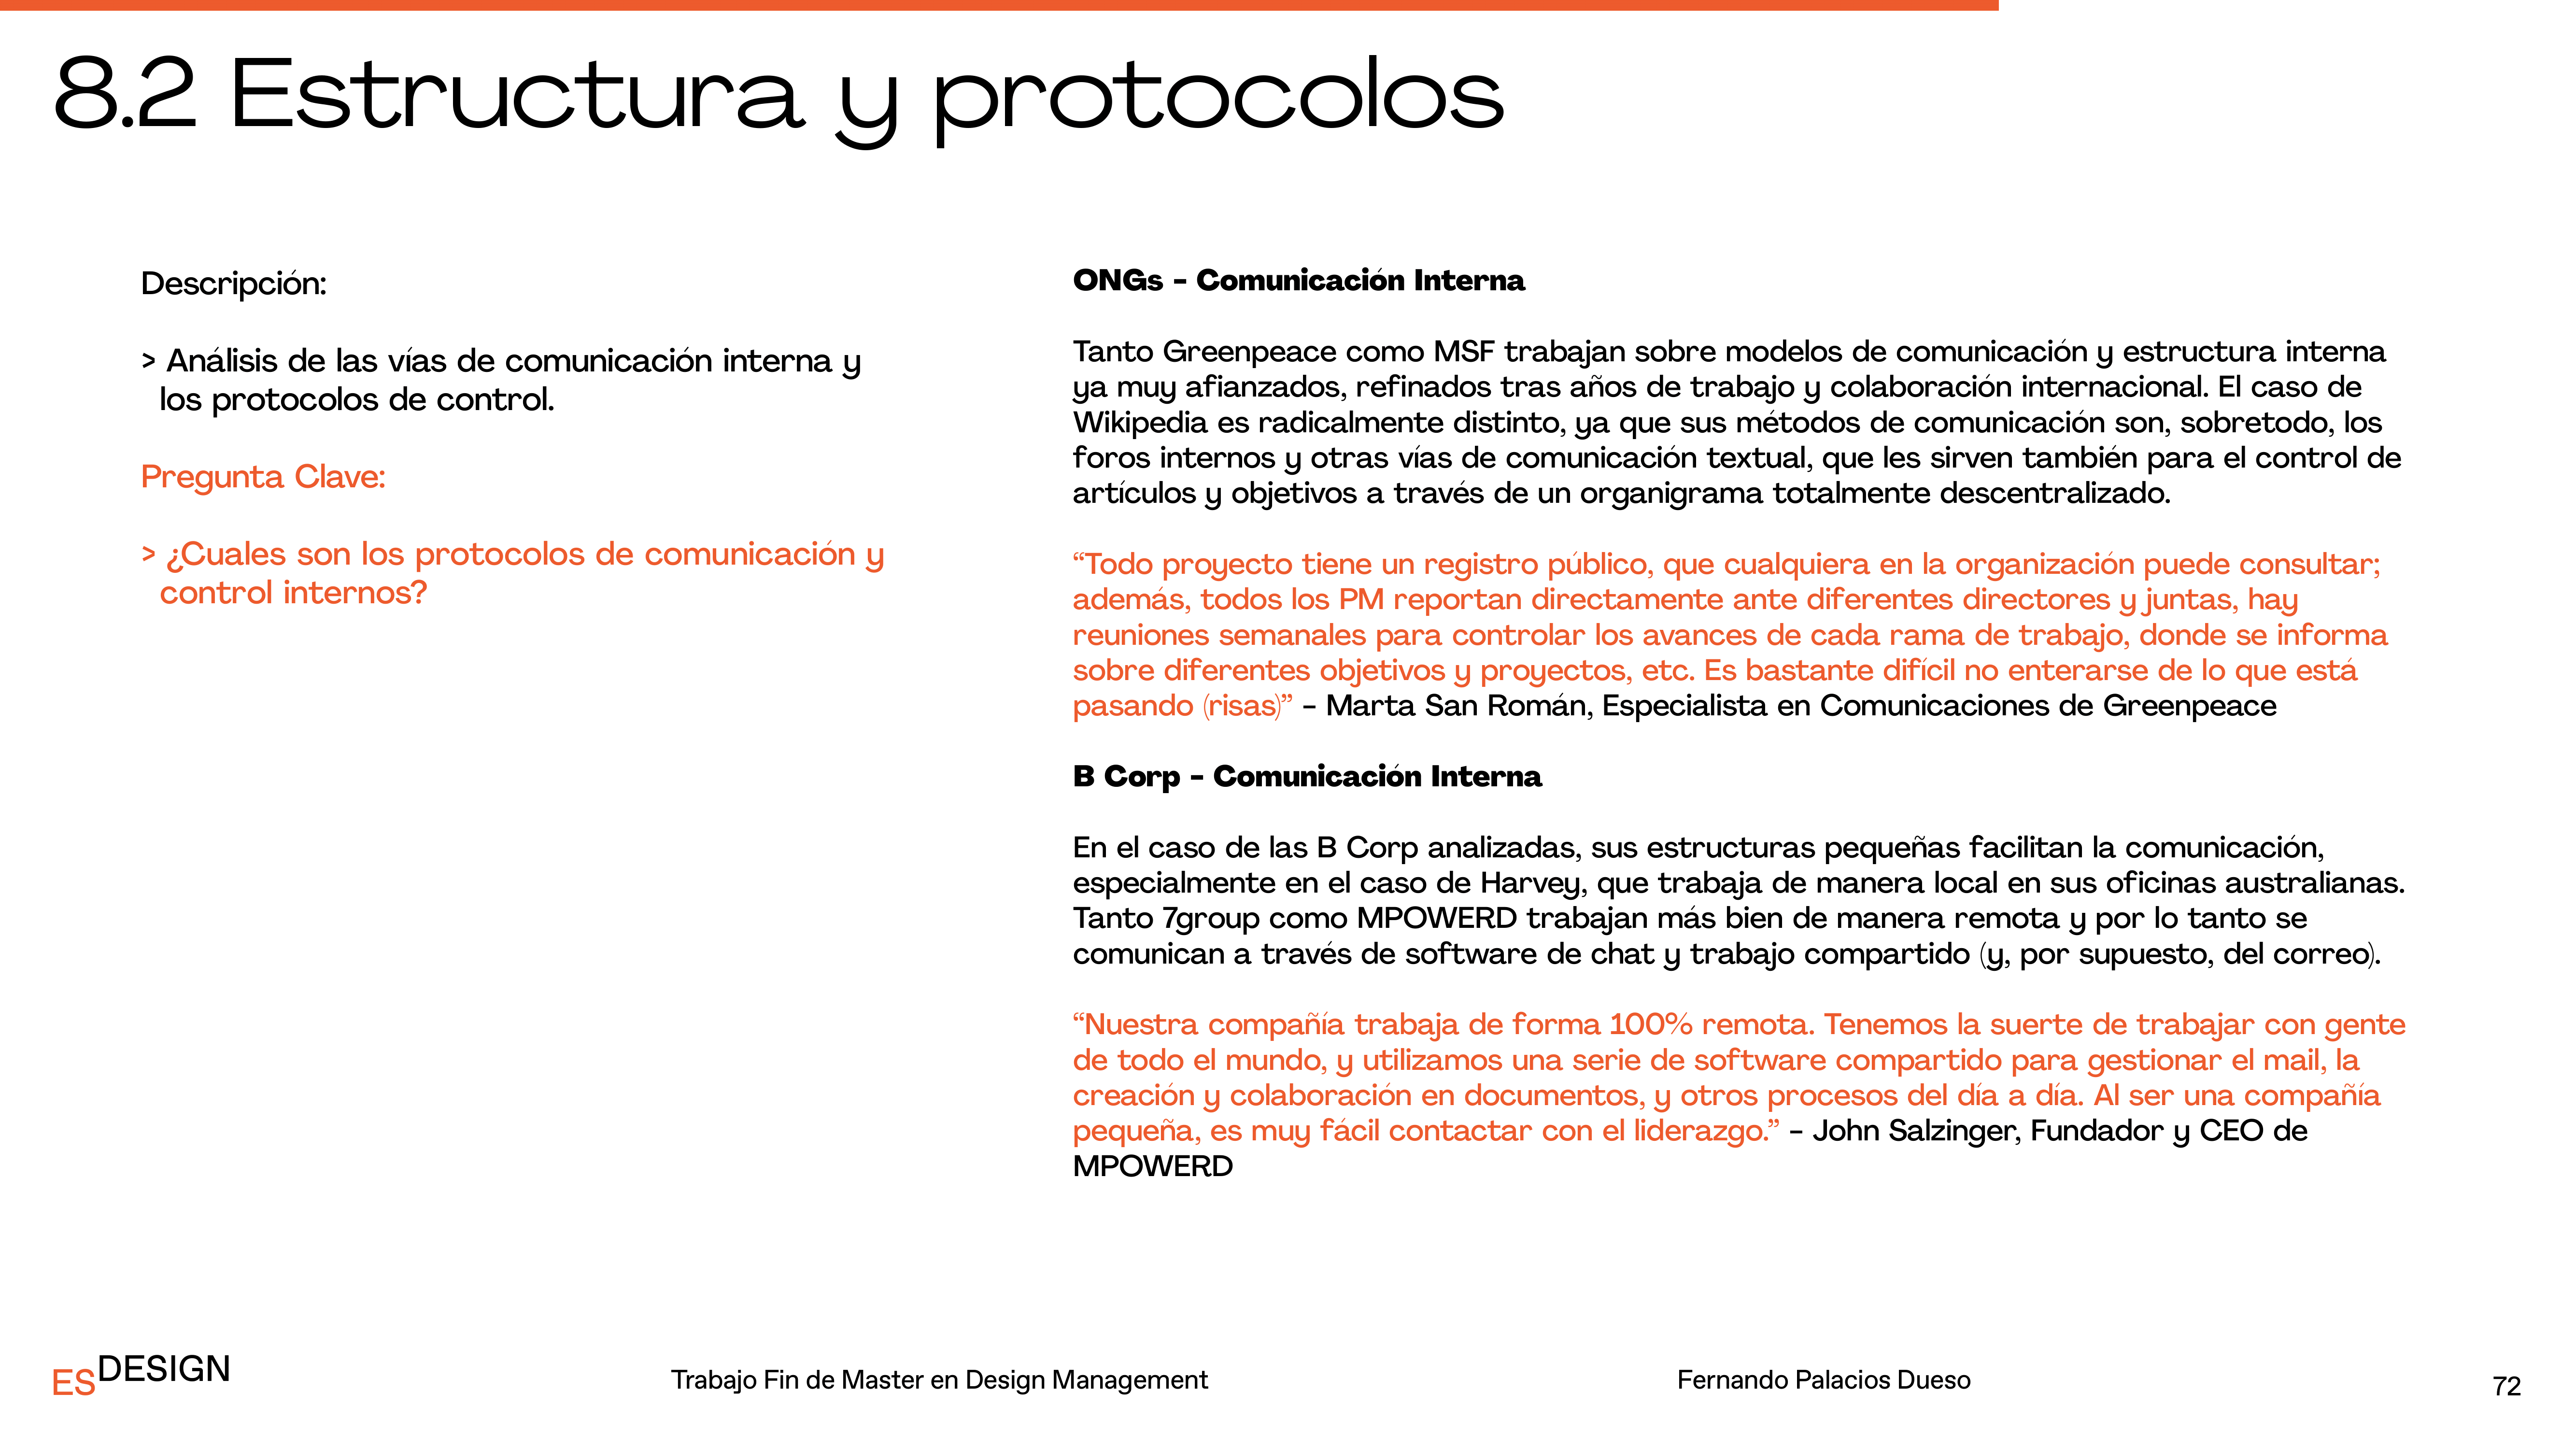 8.2 Estructura y protocolos
Descripción:
> Análisis de las vías de comunicación interna y
los protocolos de control.
Pregunta Clave:
> ¿Cuales son los protocolos de comunicación y
control internos?
ONGs - Comunicación Interna
Tanto Greenpeace como MSF trabajan sobre modelos de comunicación y estructura interna
ya muy afianzados, refinados tras años de trabajo y colaboración internacional. El caso de
Wikipedia es radicalmente distinto, ya que sus métodos de comunicación son, sobretodo, los
foros internos y otras vías de comunicación textual, que les sirven también para el control de
artículos y objetivos a través de un organigrama totalmente descentralizado.
“Todo proyecto tiene un registro público, que cualquiera en la organización puede consultar;
además, todos los PM reportan directamente ante diferentes directores y juntas, hay
reuniones semanales para controlar los avances de cada rama de trabajo, donde se informa
sobre diferentes objetivos y proyectos, etc. Es bastante difícil no enterarse de lo que está
pasando (risas)” – Marta San Román, Especialista en Comunicaciones de Greenpeace
B Corp - Comunicación Interna
En el caso de las B Corp analizadas, sus estructuras pequeñas facilitan la comunicación,
especialmente en el caso de Harvey, que trabaja de manera local en sus oficinas australianas.
Tanto 7group como MPOWERD trabajan más bien de manera remota y por lo tanto se
comunican a través de software de chat y trabajo compartido (y, por supuesto, del correo).
“Nuestra compañía trabaja de forma 100% remota. Tenemos la suerte de trabajar con gente
de todo el mundo, y utilizamos una serie de software compartido para gestionar el mail, la
creación y colaboración en documentos, y otros procesos del día a día. Al ser una compañía
pequeña, es muy fácil contactar con el liderazgo.” – John Salzinger, Fundador y CEO de
MPOWERD
ESDESIGN
Trabajo Fin de Master en Design Management
Fernando Palacios Dueso
72